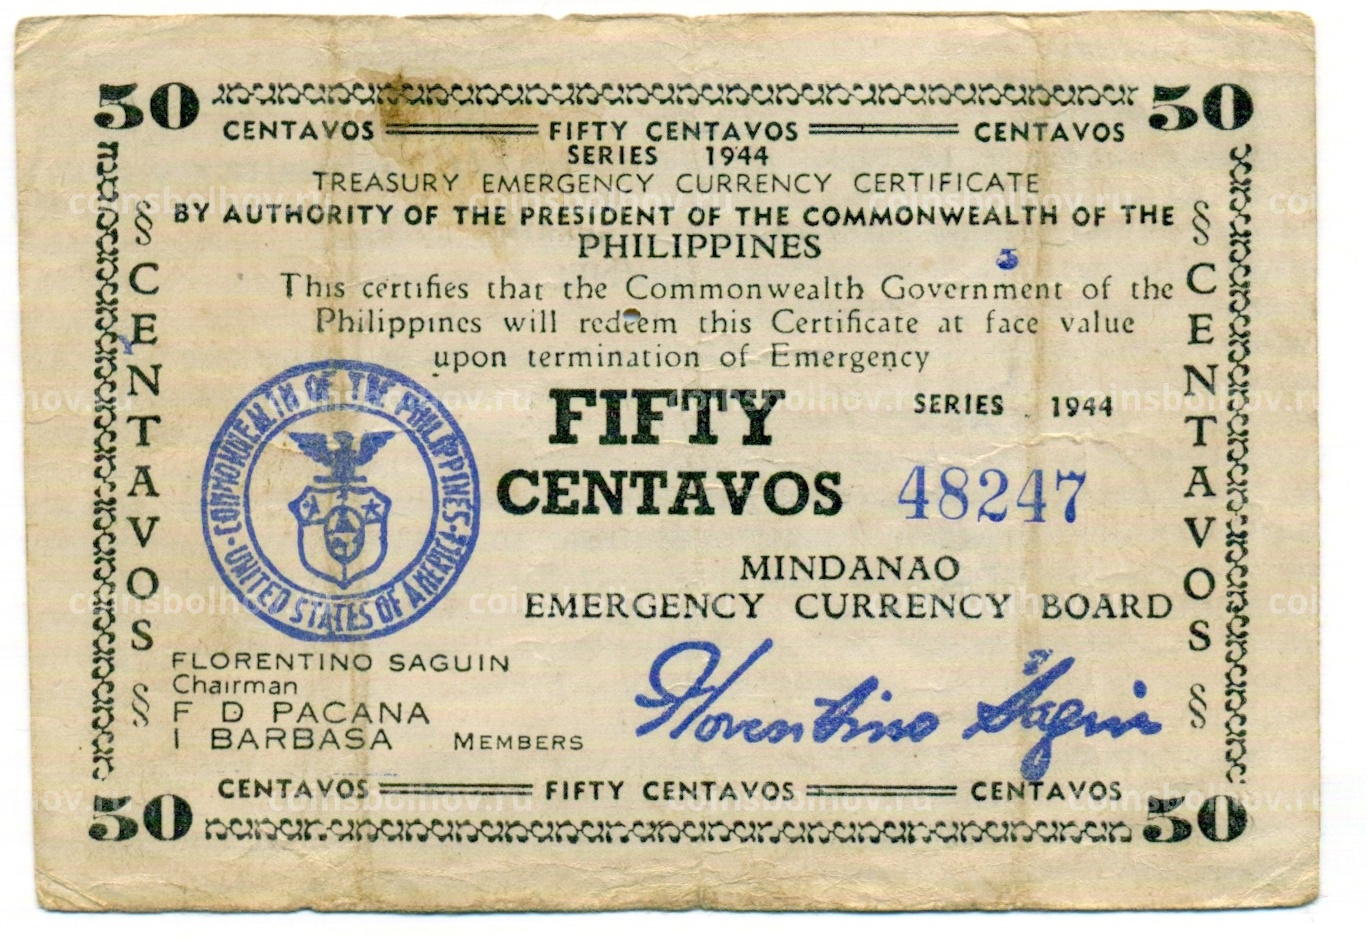 50 50
CENTAVOS FIFTY CENTAVOS CENTAVOS
SERIES 1944
TREASURY EMERGENCY CURRENCY CERTIFICATE
BY AUTHORITY OF THE PRESIDENT OF THE COMMONWEALTH OF THE
PHILIPPINES
This certifies that the Commonwealth Government of the
Philippines will redeem this Certificate at face value
upon termination of Emergency
§ CENTAVOS §
§ CENTAVOS §
FIFTY
CENTAVOS
SERIES 1944
48247
COMMONWEALTH OF THE PHILIPPINES
UNITED STATES OF AMERICA
MINDANAO
EMERGENCY CURRENCY BOARD
FLORENTINO SAGUIN
Chairman
F D PACANA
I BARBASA MEMBERS
Florentino Saguin
CENTAVOS FIFTY CENTAVOS CENTAVOS
50 50
coinsbolhov.ru